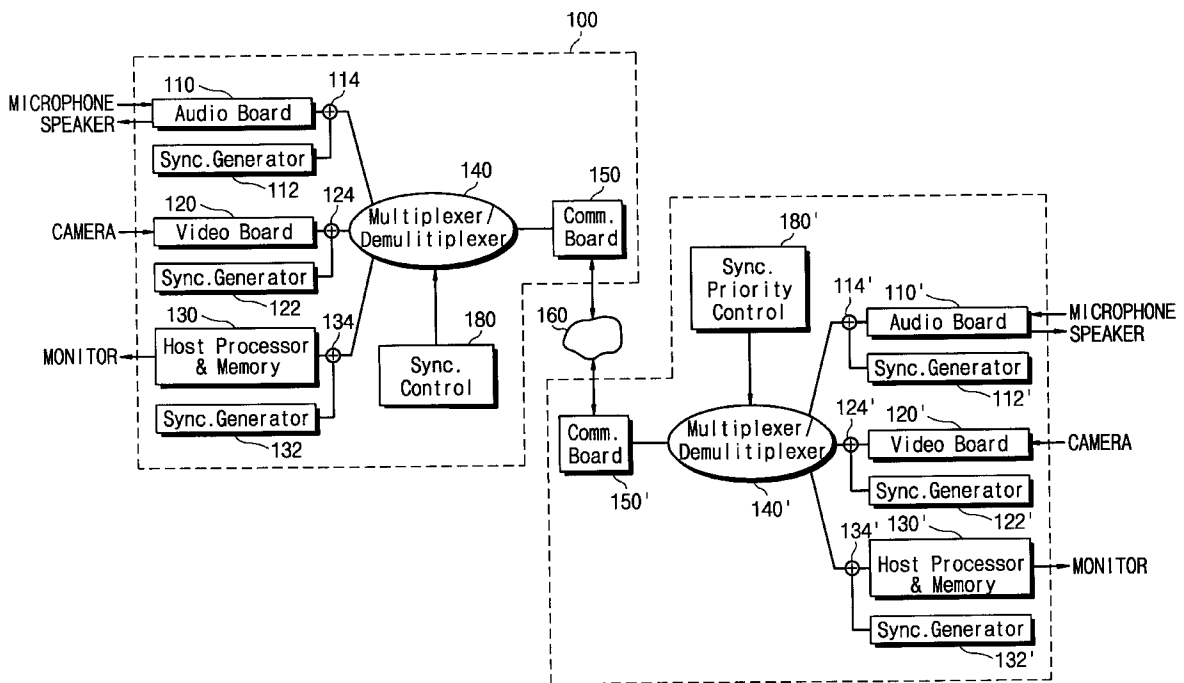 100
110
114
MICROPHONE
SPEAKER
Audio Board
Sync.Generator
112
120
124
140
150
CAMERA
Video Board
Multiplexer/
Demulitiplexer
Comm.
Board
Sync.Generator
122
130
134
180
160
MONITOR
Host Processor
& Memory
Sync.
Control
Sync.Generator
132
180'
Sync.
Priority
Control
114'
110'
Audio Board
MICROPHONE
SPEAKER
Sync.Generator
112'
124'
120'
Comm.
Board
Multiplexer/
Demulitiplexer
Video Board
CAMERA
150'
140'
Sync.Generator
122'
134'
130'
Host Processor
& Memory
MONITOR
Sync.Generator
132'